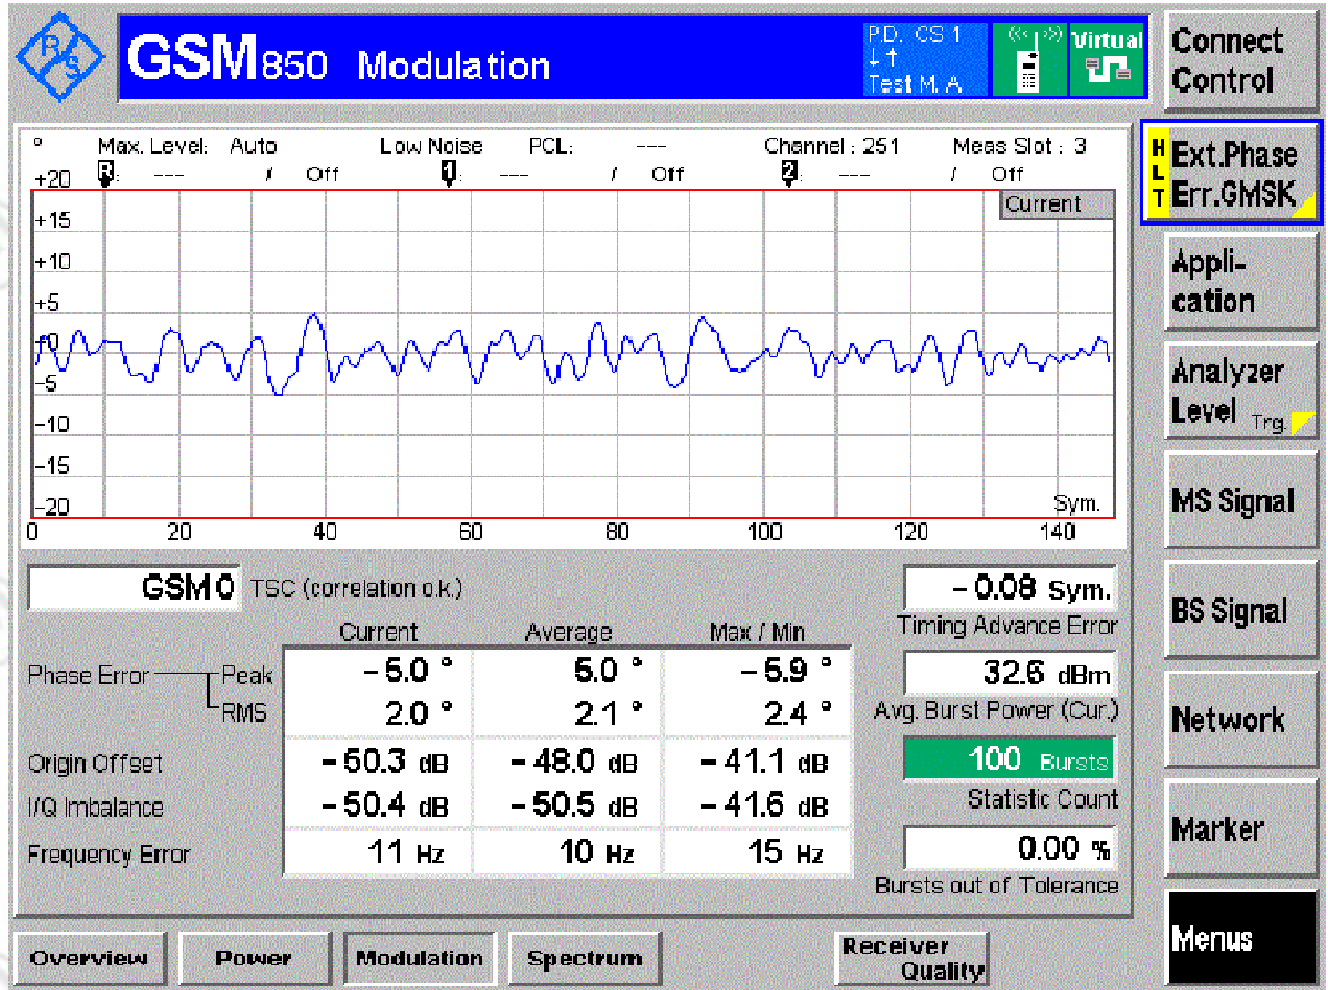 R S
GSM850 Modulation
PD. CS 1
Test M. A.
Virtual
Connect
Control
° Max. Level: Auto Low Noise PCL: --- Channel : 251 Meas Slot : 3
R : --- / Off 1 : --- / Off 2 : --- / Off
Current
+20
+15
+10
+5
+0
-5
-10
-15
-20
Sym.
0 20 40 60 80 100 120 140
HLT
Ext.Phase
Err.GMSK
Appli-
cation
Analyzer
Level Trg.
MS Signal
BS Signal
Network
Marker
Menus
GSM 0 TSC (correlation o.k.)
Current Average Max / Min
Phase Error Peak -5.0 ° 5.0 ° -5.9 °
RMS 2.0 ° 2.1 ° 2.4 °
Origin Offset -50.3 dB -48.0 dB -41.1 dB
I/Q Imbalance -50.4 dB -50.5 dB -41.6 dB
Frequency Error 11 Hz 10 Hz 15 Hz
-0.08 Sym.
Timing Advance Error
32.6 dBm
Avg. Burst Power (Cur.)
100 Bursts
Statistic Count
0.00 %
Bursts out of Tolerance
Overview Power Modulation Spectrum
Receiver
Quality